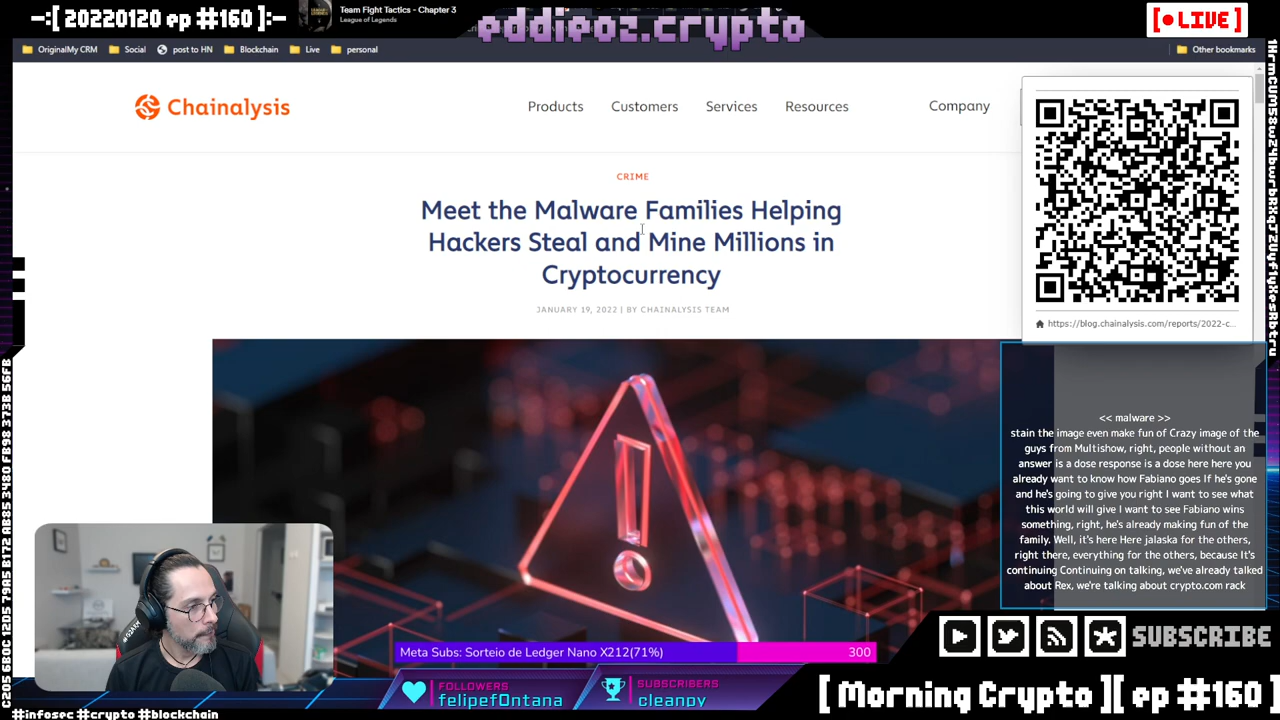 -:[ 20220120 ep #160 ]:-
Team Fight Tactics - Chapter 3
League of Legends
eddieoz.crypto
[ LIVE ]
OriginalMy CRM
Social
post to HN
Blockchain
Live
personal
Other bookmarks
Chainalysis
Products
Customers
Services
Resources
Company
CRIME
Meet the Malware Families Helping
Hackers Steal and Mine Millions in
Cryptocurrency
JANUARY 19, 2022 | BY CHAINALYSIS TEAM
https://blog.chainalysis.com/reports/2022-c...
<< malware >>
stain the image even make fun of Crazy image of the
guys from Multishow, right, people without an
answer is a dose response is a dose here here you
already want to know how Fabiano goes If he's gone
and he's going to give you right I want to see what
this world will give I want to see Fabiano wins
something, right, he's already making fun of the
family. Well, it's here Here jalaska for the others,
right there, everything for the others, because It's
continuing Continuing on talking, we've already talked
about Rex, we're talking about crypto.com rack
Meta Subs: Sorteio de Ledger Nano X212(71%)
300
FOLLOWERS
felipef0ntana
SUBSCRIBERS
cleanpy
SUBSCRIBE
[ Morning Crypto ][ ep #160 ]
#infosec #crypto #blockchain